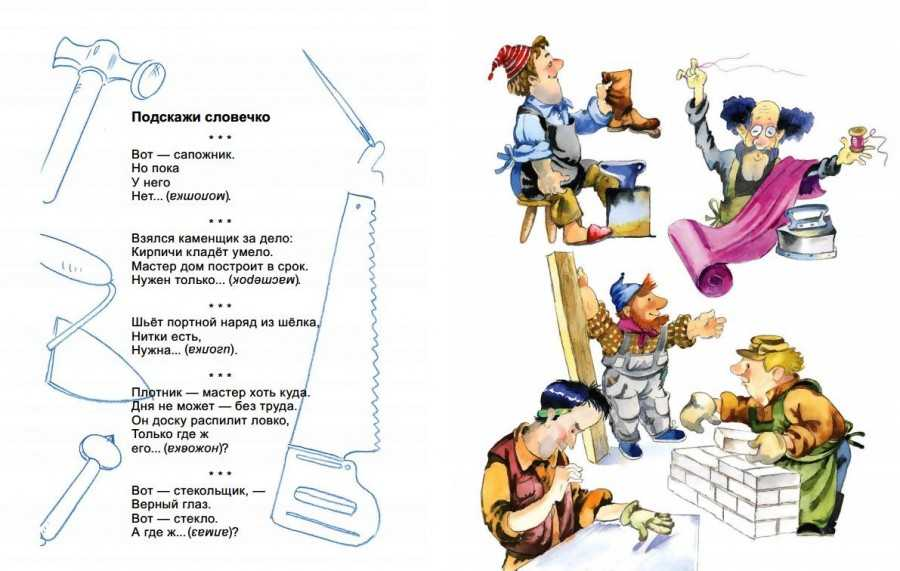 Подскажи словечко
* * *
Вот — сапожник.
Но пока
У него
Нет... (молотка).
* * *
Взялся каменщик за дело:
Кирпичи кладёт умело.
Мастер дом построит в срок.
Нужен только... (мастерок).
* * *
Шьёт портной наряд из шёлка,
Нитки есть,
Нужна... (иголка).
* * *
Плотник — мастер хоть куда.
Дня не может — без труда.
Он доску распилит ловко,
Только где ж
его... (ножовка)?
* * *
Вот — стекольщик, —
Верный глаз.
Вот — стекло.
А где ж... (алмаз)?